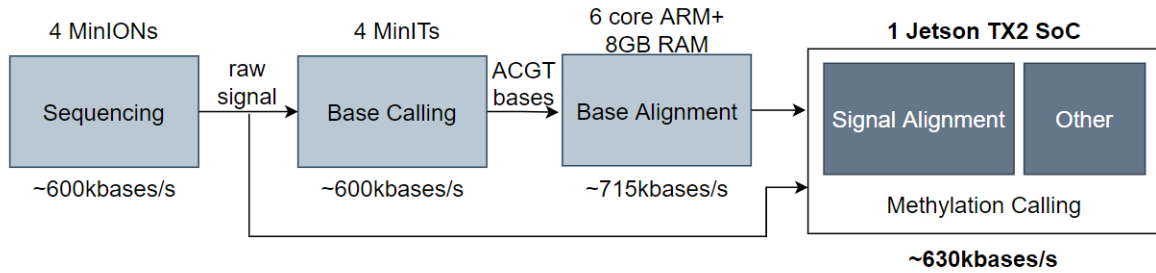 4 MinIONs
Sequencing
~600kbases/s
raw
signal
4 MinITs
Base Calling
~600kbases/s
ACGT
bases
6 core ARM+
8GB RAM
Base Alignment
~715kbases/s
1 Jetson TX2 SoC
Signal Alignment
Other
Methylation Calling
~630kbases/s